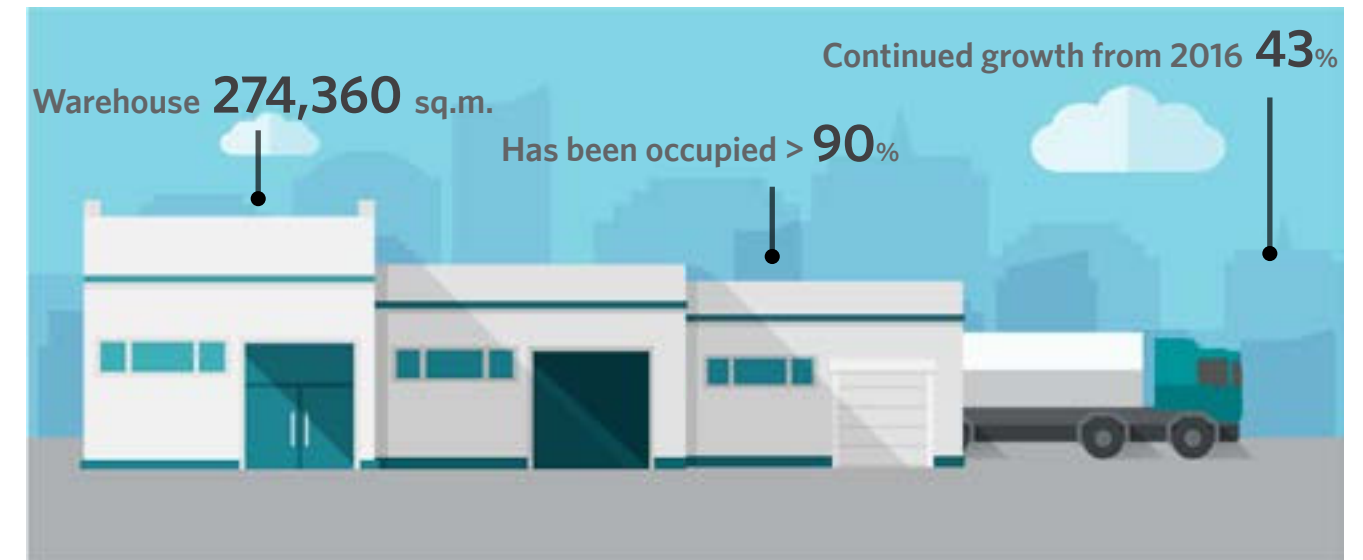 Warehouse 274,360 sq.m.
Has been occupied > 90%
Continued growth from 2016 43%